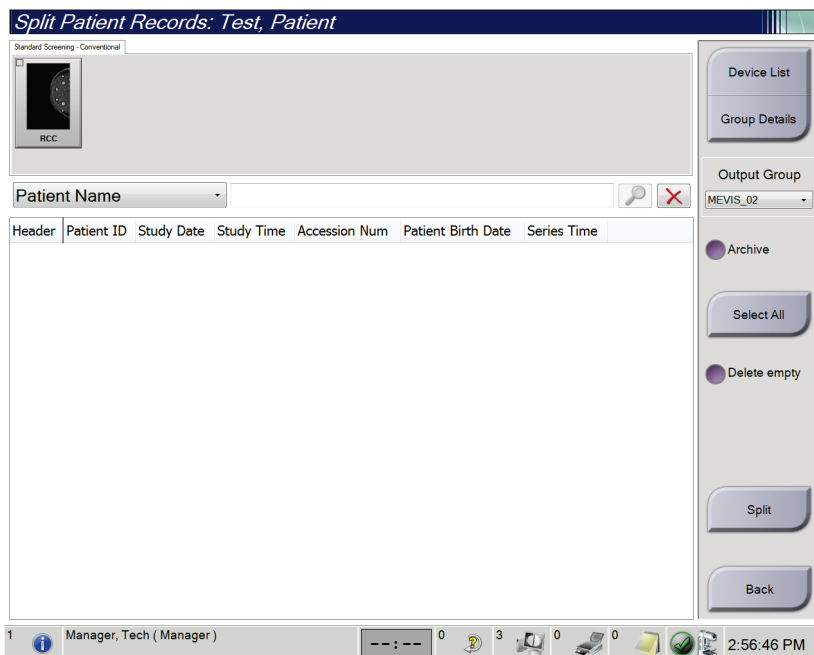 Split Patient Records: Test, Patient
Standard Screening - Conventional
RCC
Device List
Group Details
Output Group
MEVIS_02
Patient Name
Header Patient ID Study Date Study Time Accession Num Patient Birth Date Series Time
Archive
Select All
Delete empty
Split
Back
1 Manager, Tech ( Manager ) --:-- 0 3 0 0 2:56:46 PM